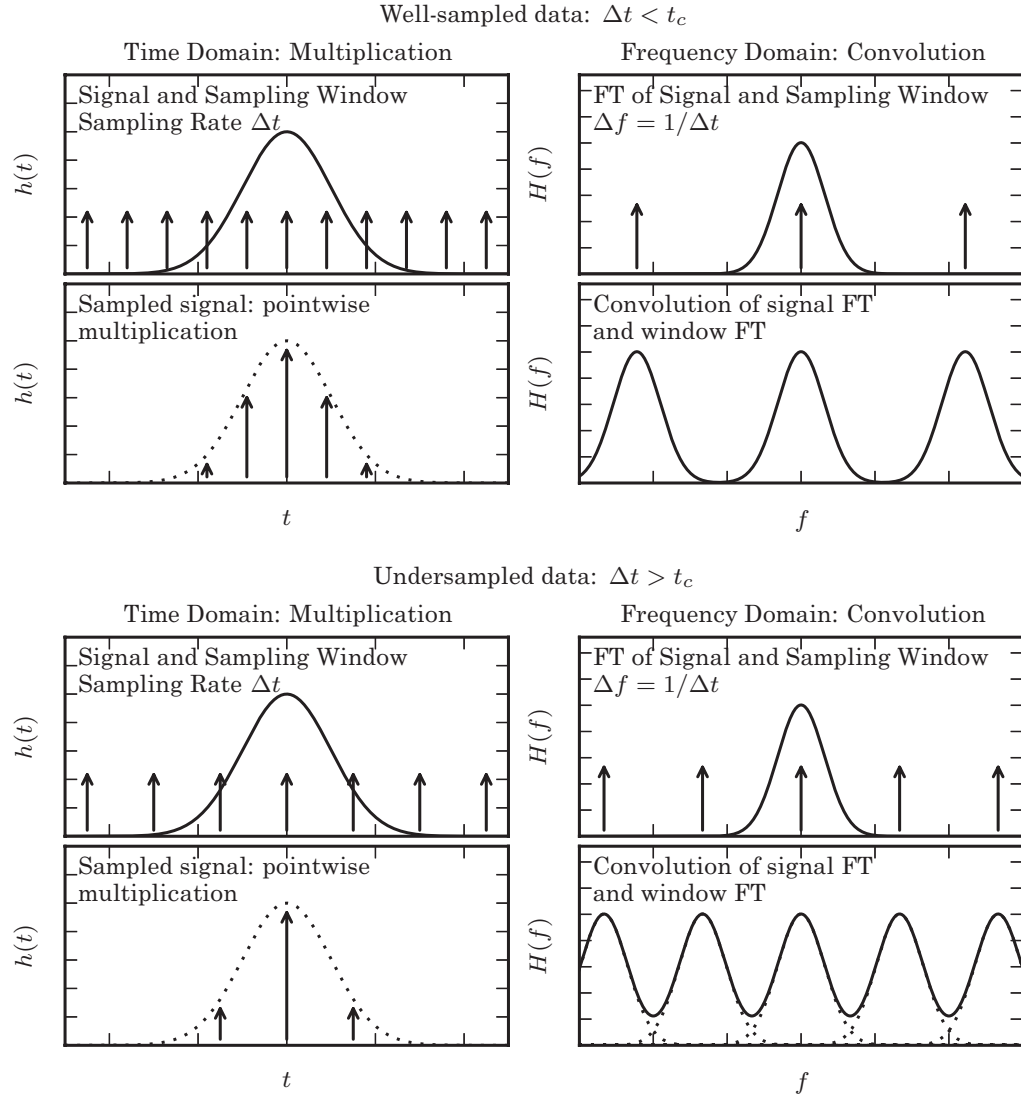 Well-sampled data: Δt < t_c
Time Domain: Multiplication
Frequency Domain: Convolution
Signal and Sampling Window
Sampling Rate Δt
h(t)
FT of Signal and Sampling Window
Δf = 1/Δt
H(f)
Sampled signal: pointwise
multiplication
h(t)
t
Convolution of signal FT
and window FT
H(f)
f
Undersampled data: Δt > t_c
Time Domain: Multiplication
Frequency Domain: Convolution
Signal and Sampling Window
Sampling Rate Δt
h(t)
FT of Signal and Sampling Window
Δf = 1/Δt
H(f)
Sampled signal: pointwise
multiplication
h(t)
t
Convolution of signal FT
and window FT
H(f)
f